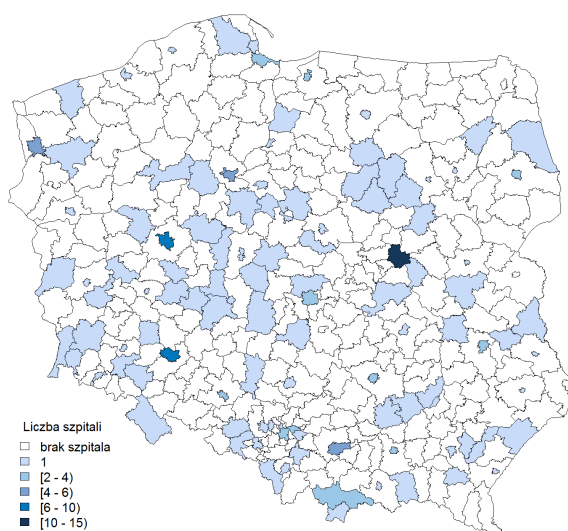 Liczba szpitali
brak szpitala
1
[2 - 4)
[4 - 6)
[6 - 10)
[10 - 15)